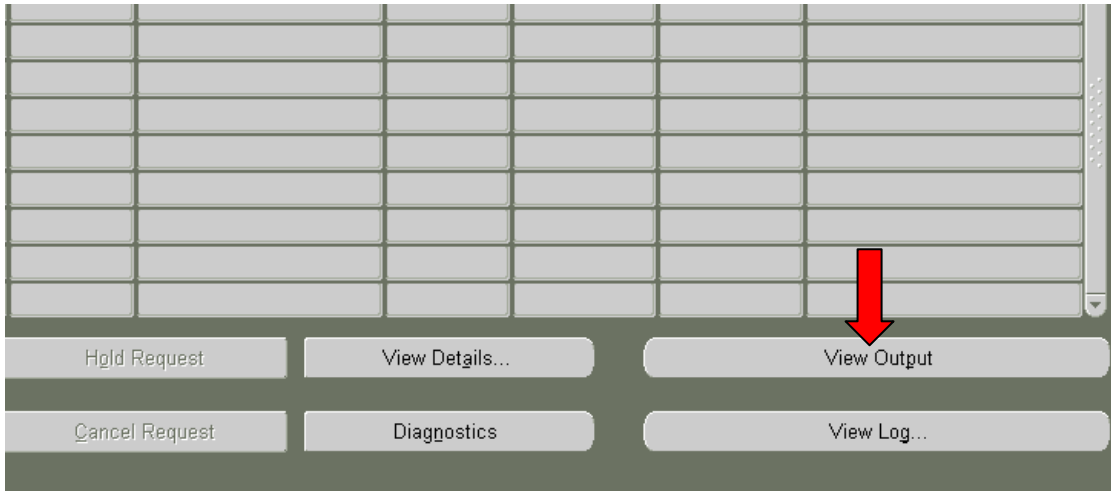 Hold Request
View Details...
View Output
Cancel Request
Diagnostics
View Log...